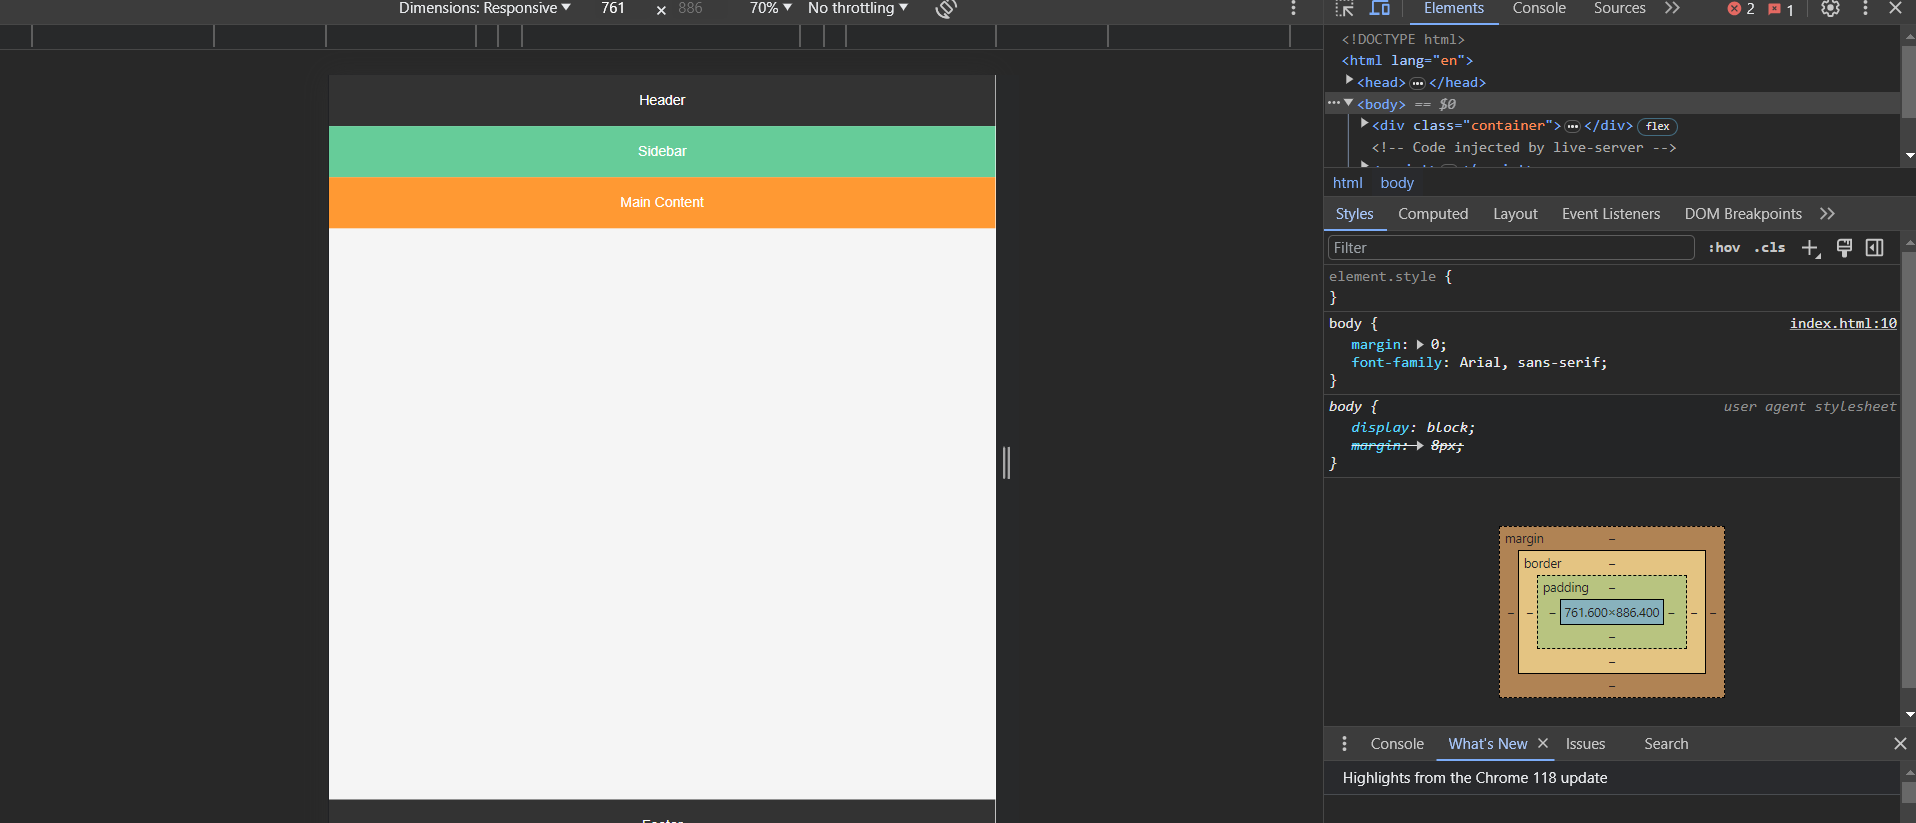 Dimensions: Responsive 761 × 886 70% No throttling
Header
Sidebar
Main Content
Footer
Elements Console Sources 2 1
<!DOCTYPE html>
<html lang="en">
<head> ••• </head>
••• <body> == $0
<div class="container"> ••• </div> flex
<!-- Code injected by live-server -->
html body
Styles Computed Layout Event Listeners DOM Breakpoints
Filter :hov .cls
element.style {
}
body { index.html:10
margin: 0;
font-family: Arial, sans-serif;
}
body { user agent stylesheet
display: block;
margin: 8px;
}
margin –
border –
padding –
– – – 761.600×886.400 – – –
–
–
–
Console What's New Issues Search
Highlights from the Chrome 118 update